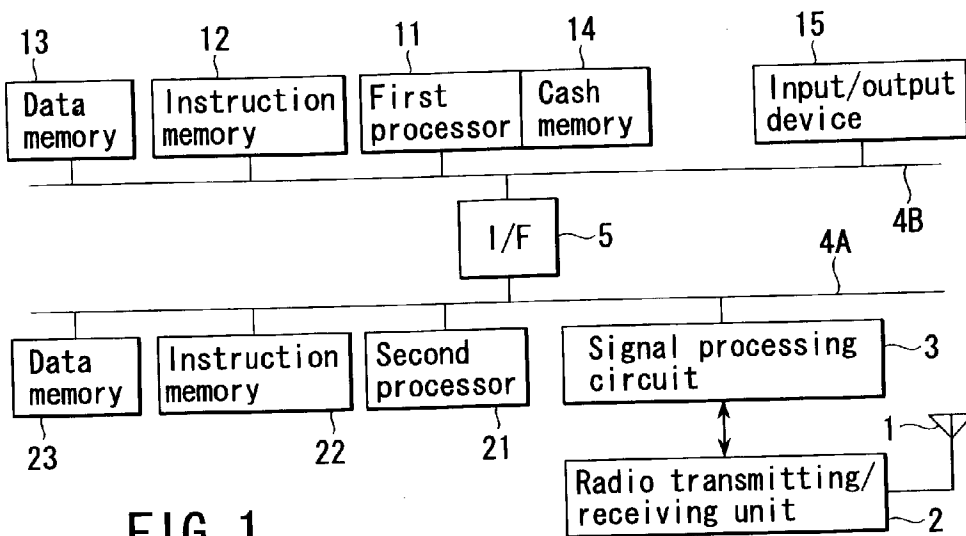 13
12
11
14
15
Data
memory
Instruction
memory
First
processor
Cash
memory
Input/output
device
4B
I/F
5
4A
Data
memory
Instruction
memory
Second
processor
Signal processing
circuit
3
23
22
21
1
Radio transmitting/
receiving unit
2
FIG. 1